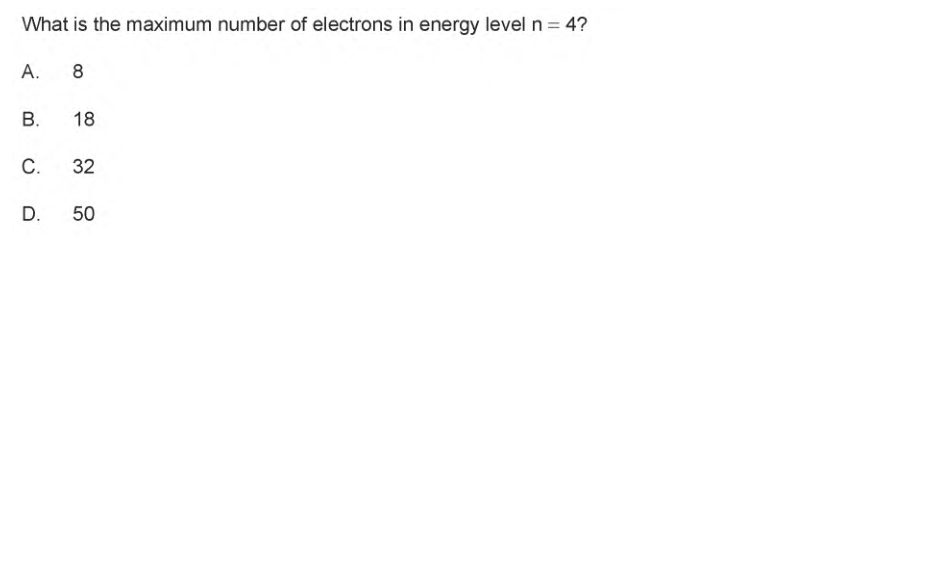 What is the maximum number of electrons in energy level n = 4?
A. 8
B. 18
C. 32
D. 50